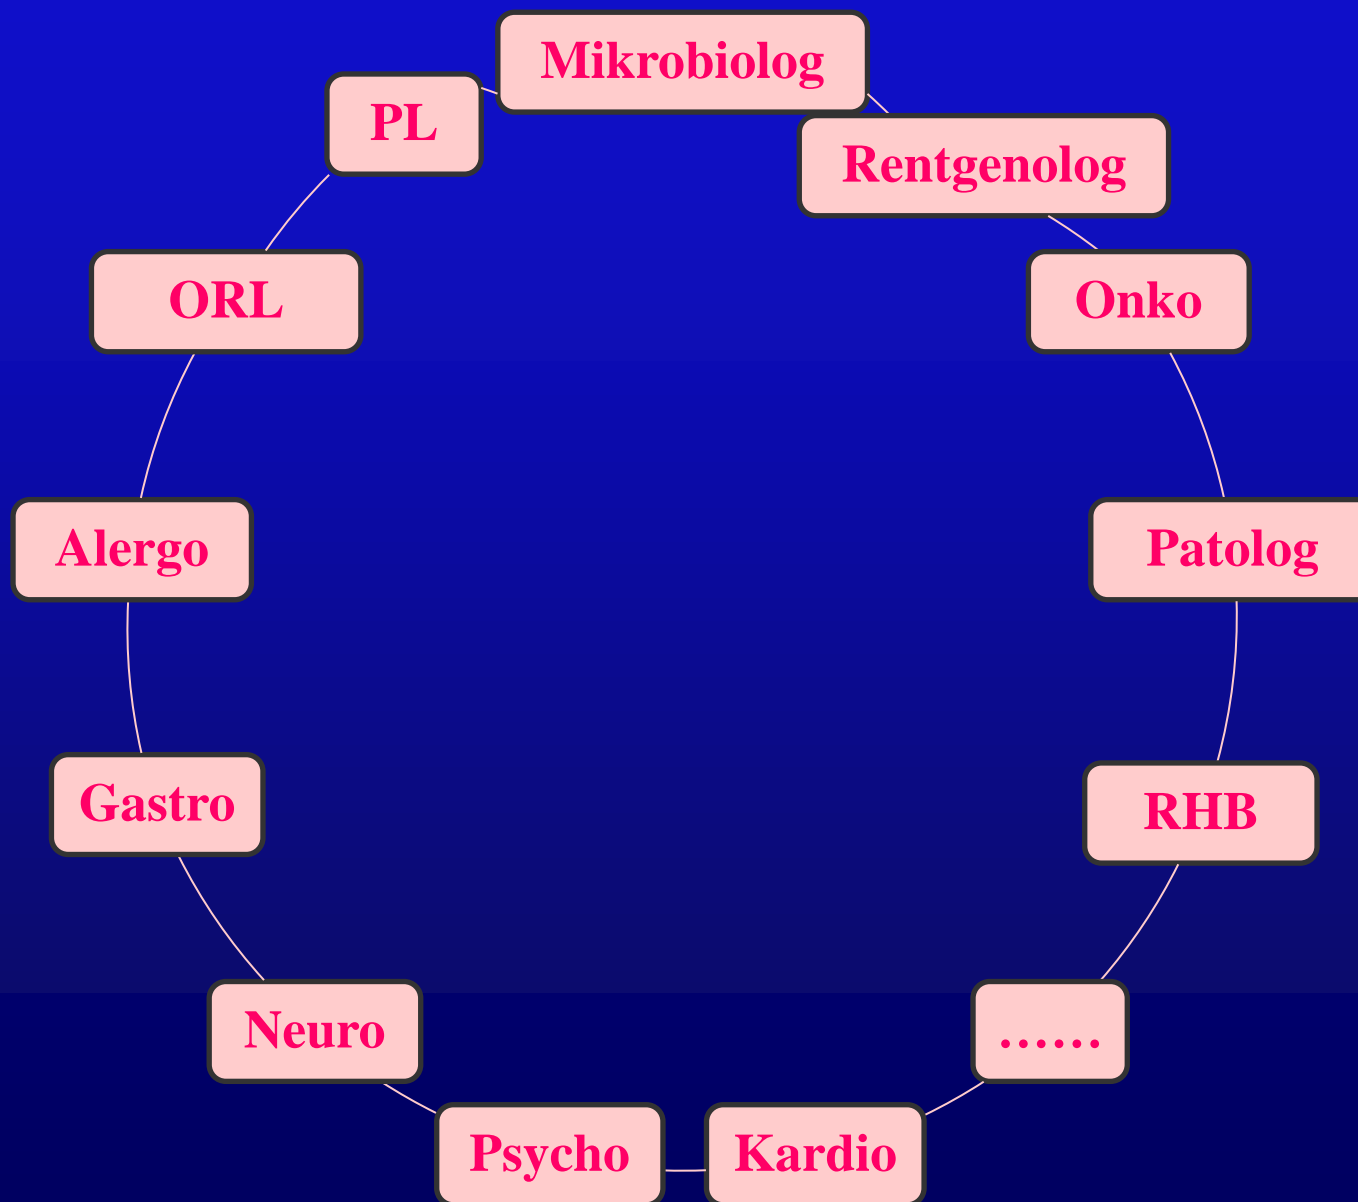 Mikrobiolog
PL
Rentgenolog
ORL
Onko
Alergo
Patolog
Gastro
RHB
Neuro
......
Psycho
Kardio